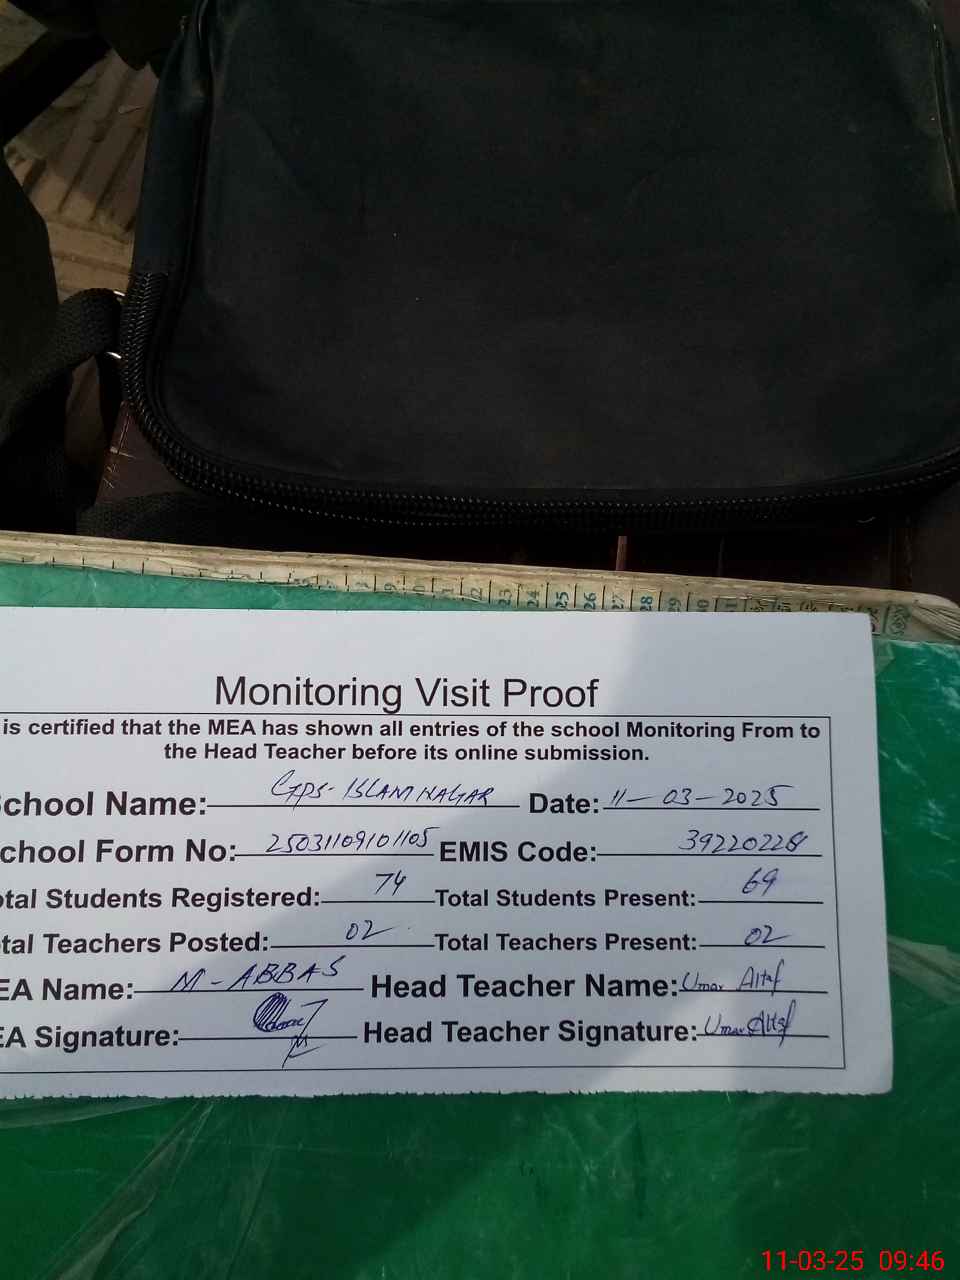 Monitoring Visit Proof
is certified that the MEA has shown all entries of the school Monitoring From to
the Head Teacher before its online submission.
chool Name: GPS-ISLAM NAGAR Date: 11-03-2025
chool Form No: 25031109101105 EMIS Code: 39220228
tal Students Registered: 74 Total Students Present: 69
tal Teachers Posted: 02 Total Teachers Present: 02
EA Name: M-ABBAS Head Teacher Name: Umar Altaf
EA Signature: Head Teacher Signature: Umar Altaf
11-03-25 09:46